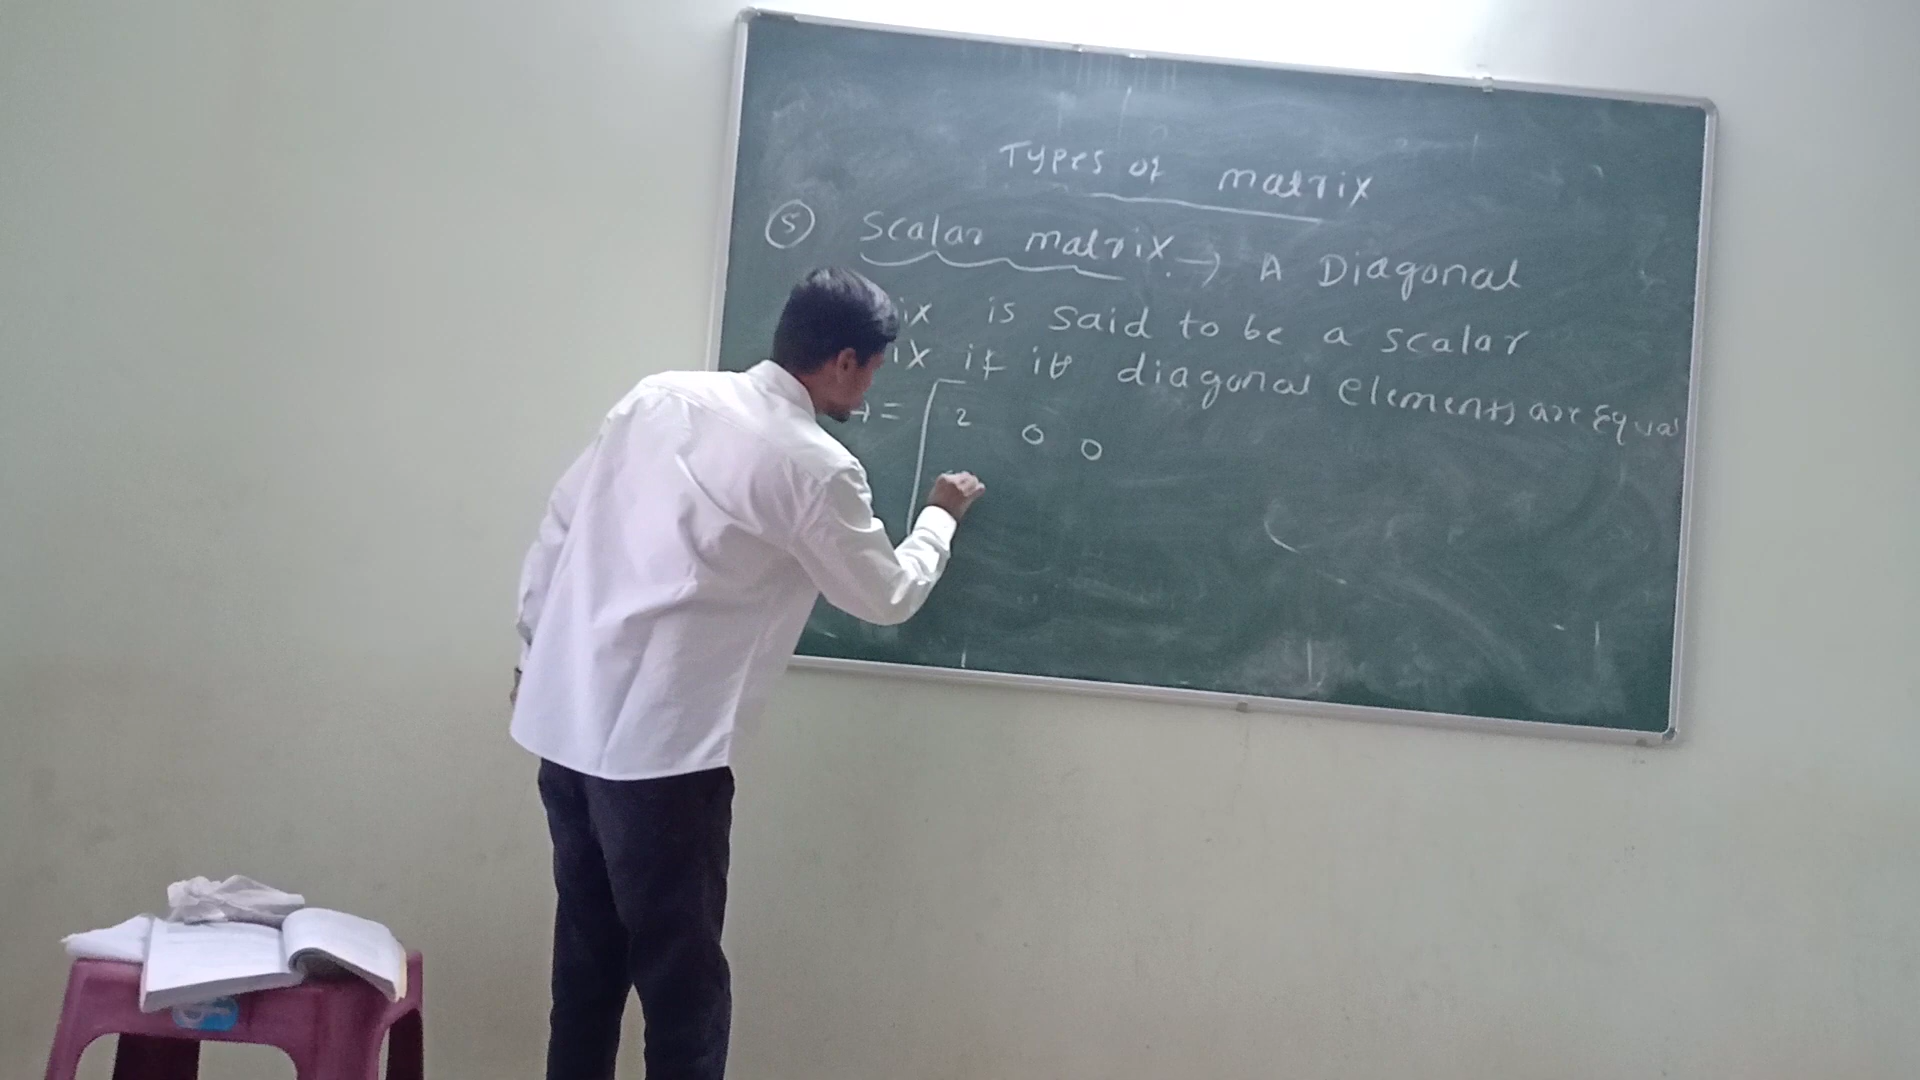 Types of matrix
5 Scalar matrix → A Diagonal
ix is said to be a scalar
ix if it diagonal elements are Equal
= [ 2 0 0